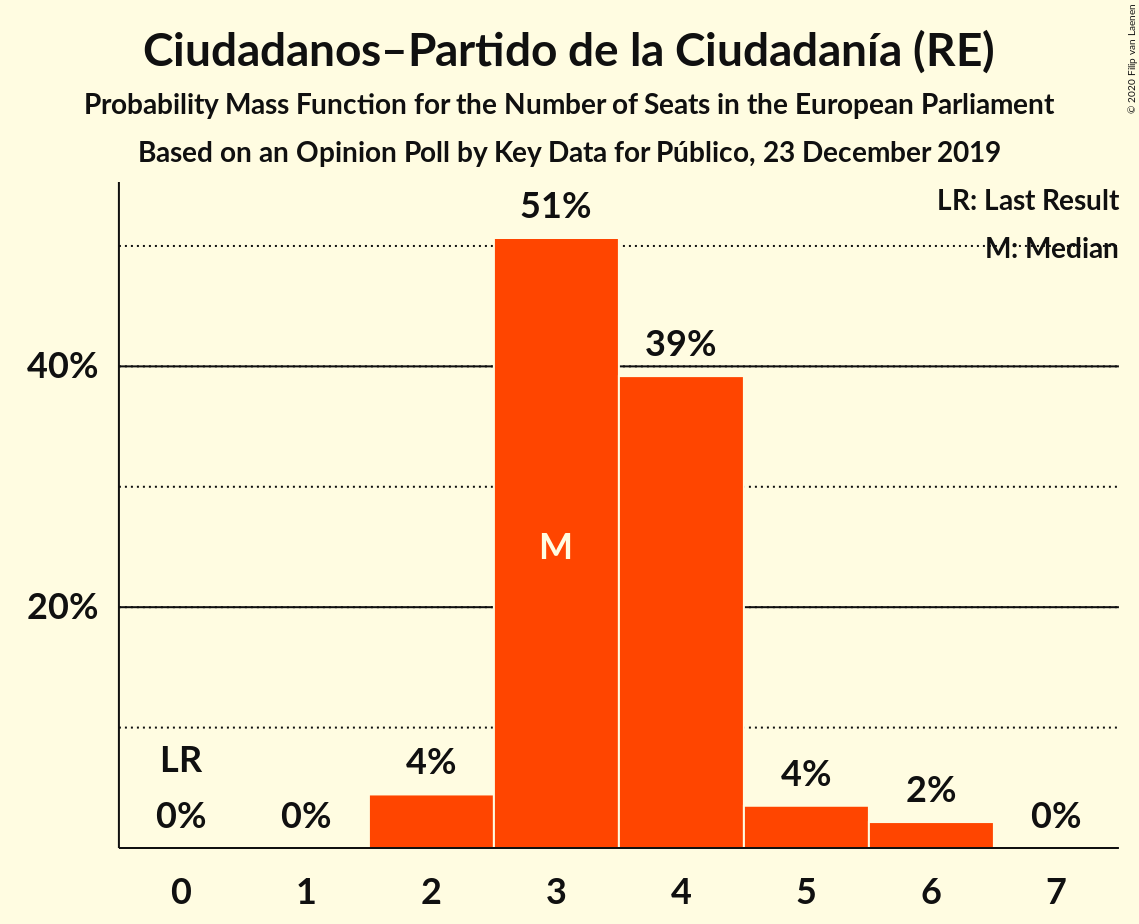 Ciudadanos–Partido de la Ciudadanía (RE)
Probability Mass Function for the Number of Seats in the European Parliament
Based on an Opinion Poll by Key Data for Público, 23 December 2019
© 2020 Filip van Laenen
LR: Last Result
M: Median
51%
39%
40%
M
20%
LR
0%
0%
4%
4%
2%
0%
0 1 2 3 4 5 6 7